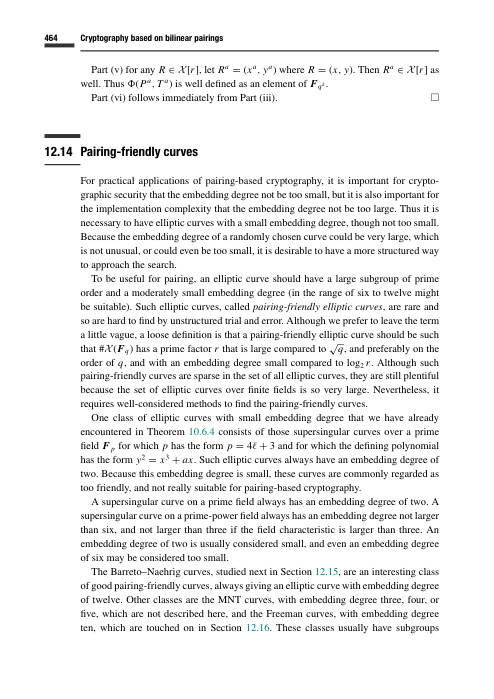 464 Cryptography based on bilinear pairings
Part (v) for any R ∈ 𝒳[r], let Rᵃ = (xᵃ, yᵃ) where R = (x, y). Then Rᵃ ∈ 𝒳[r] as
well. Thus Φ(Pᵃ, Tᵃ) is well defined as an element of F_{q^k}.
Part (vi) follows immediately from Part (iii). □
12.14 Pairing-friendly curves
For practical applications of pairing-based cryptography, it is important for crypto-
graphic security that the embedding degree not be too small, but it is also important for
the implementation complexity that the embedding degree not be too large. Thus it is
necessary to have elliptic curves with a small embedding degree, though not too small.
Because the embedding degree of a randomly chosen curve could be very large, which
is not unusual, or could even be too small, it is desirable to have a more structured way
to approach the search.
To be useful for pairing, an elliptic curve should have a large subgroup of prime
order and a moderately small embedding degree (in the range of six to twelve might
be suitable). Such elliptic curves, called pairing-friendly elliptic curves, are rare and
so are hard to find by unstructured trial and error. Although we prefer to leave the term
a little vague, a loose definition is that a pairing-friendly elliptic curve should be such
that #𝒳(F_q) has a prime factor r that is large compared to √q, and preferably on the
order of q, and with an embedding degree small compared to log₂ r. Although such
pairing-friendly curves are sparse in the set of all elliptic curves, they are still plentiful
because the set of elliptic curves over finite fields is so very large. Nevertheless, it
requires well-considered methods to find the pairing-friendly curves.
One class of elliptic curves with small embedding degree that we have already
encountered in Theorem 10.6.4 consists of those supersingular curves over a prime
field F_p for which p has the form p = 4ℓ + 3 and for which the defining polynomial
has the form y² = x³ + ax. Such elliptic curves always have an embedding degree of
two. Because this embedding degree is small, these curves are commonly regarded as
too friendly, and not really suitable for pairing-based cryptography.
A supersingular curve on a prime field always has an embedding degree of two. A
supersingular curve on a prime-power field always has an embedding degree not larger
than six, and not larger than three if the field characteristic is larger than three. An
embedding degree of two is usually considered small, and even an embedding degree
of six may be considered too small.
The Barreto–Naehrig curves, studied next in Section 12.15, are an interesting class
of good pairing-friendly curves, always giving an elliptic curve with embedding degree
of twelve. Other classes are the MNT curves, with embedding degree three, four, or
five, which are not described here, and the Freeman curves, with embedding degree
ten, which are touched on in Section 12.16. These classes usually have subgroups